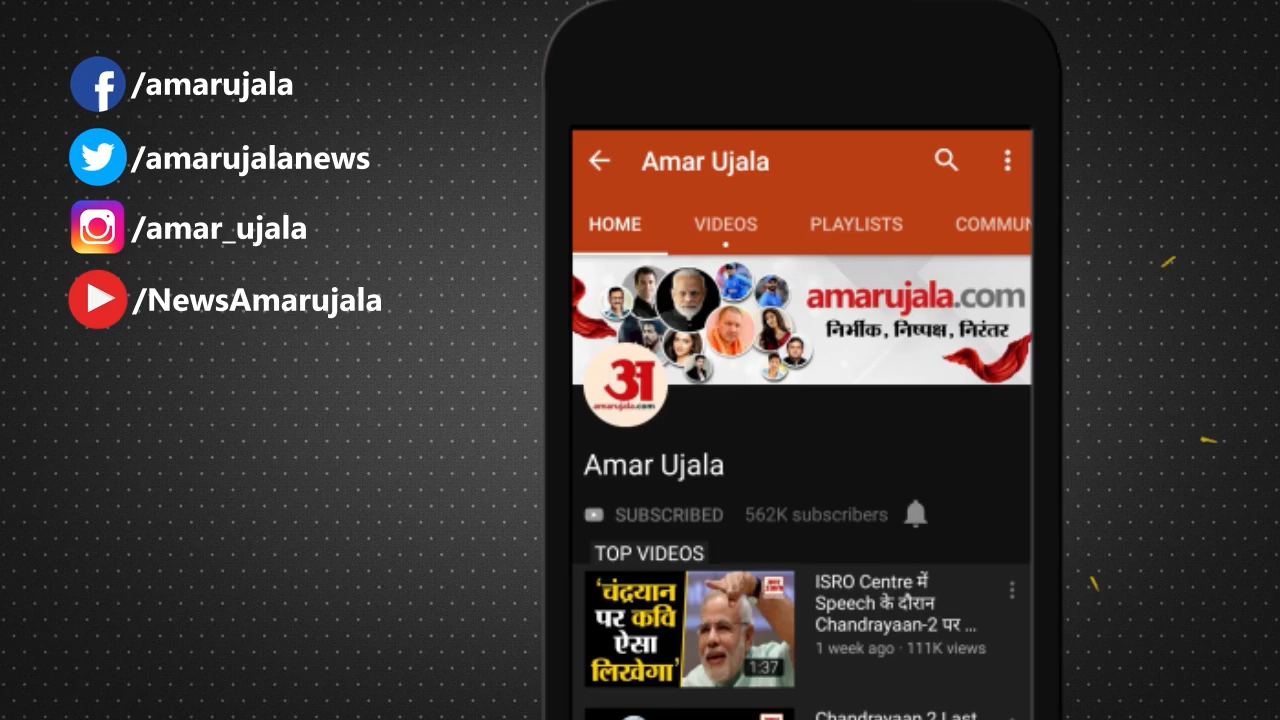 /amarujala
/amarujalanews
/amar_ujala
/NewsAmarujala
Amar Ujala
HOME VIDEOS PLAYLISTS COMMUN
amarujala.com
निर्भीक, निष्पक्ष, निरंतर
अ
amarujala.com
Amar Ujala
SUBSCRIBED 562K subscribers
TOP VIDEOS
‘चंद्रयान
पर कवि
ऐसा
लिखेगा’
1:37
ISRO Centre में
Speech के दौरान
Chandrayaan-2 पर ...
1 week ago · 111K views
Chandrayaan 2 Last